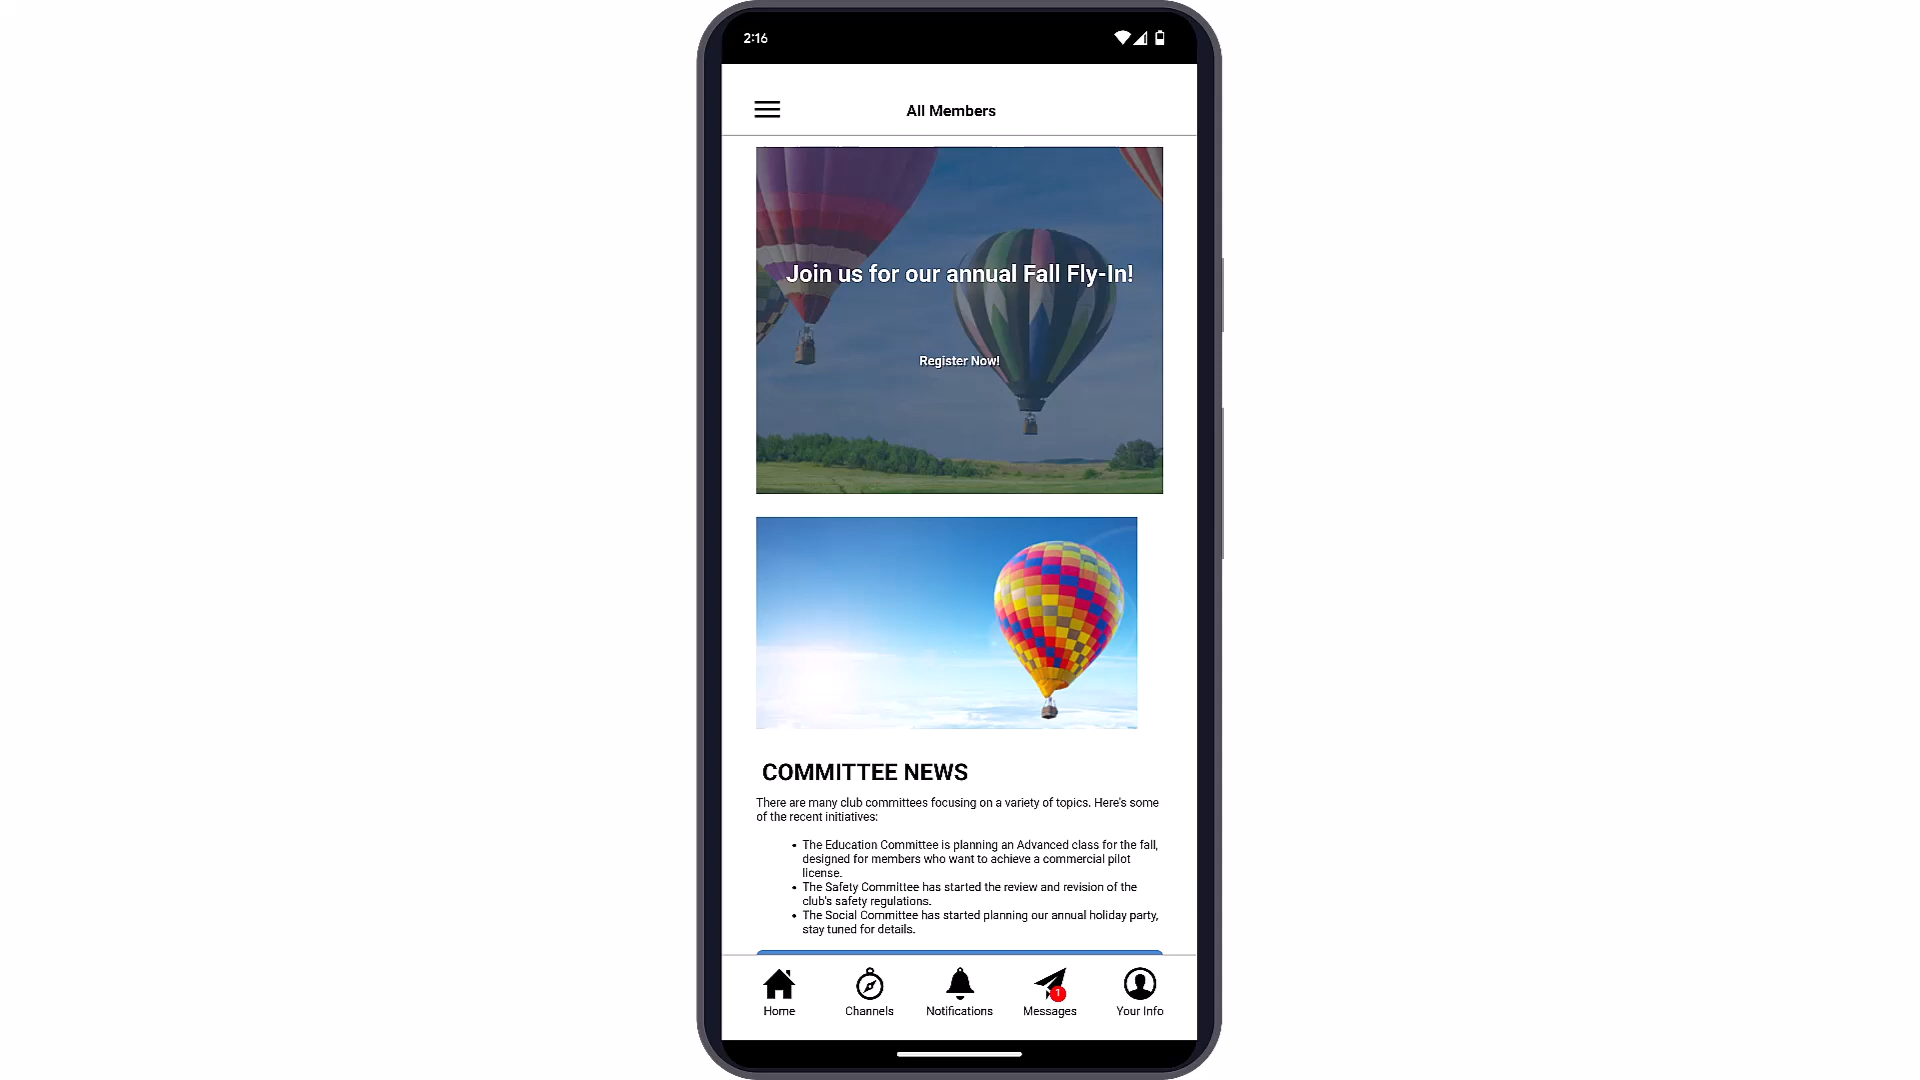 2:16
All Members
Join us for our annual Fall Fly-In!
Register Now!
COMMITTEE NEWS
There are many club committees focusing on a variety of topics. Here's some
of the recent initiatives:
• The Education Committee is planning an Advanced class for the fall,
designed for members who want to achieve a commercial pilot
license.
• The Safety Committee has started the review and revision of the
club's safety regulations.
• The Social Committee has started planning our annual holiday party,
stay tuned for details.
1
Home Channels Notifications Messages Your Info